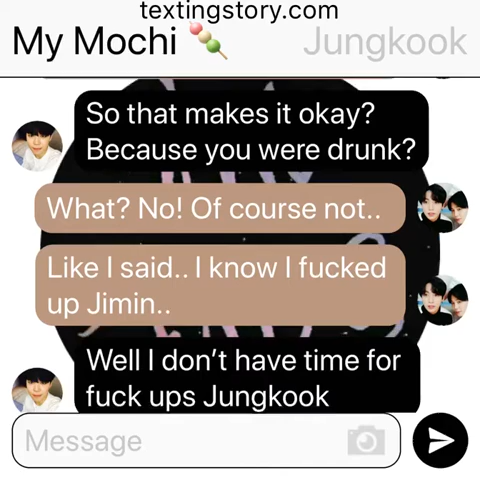 textingstory.com
My Mochi 🍡 Jungkook
So that makes it okay?
Because you were drunk?
What? No! Of course not..
Like I said.. I know I fucked
up Jimin..
Well I don’t have time for
fuck ups Jungkook
Message